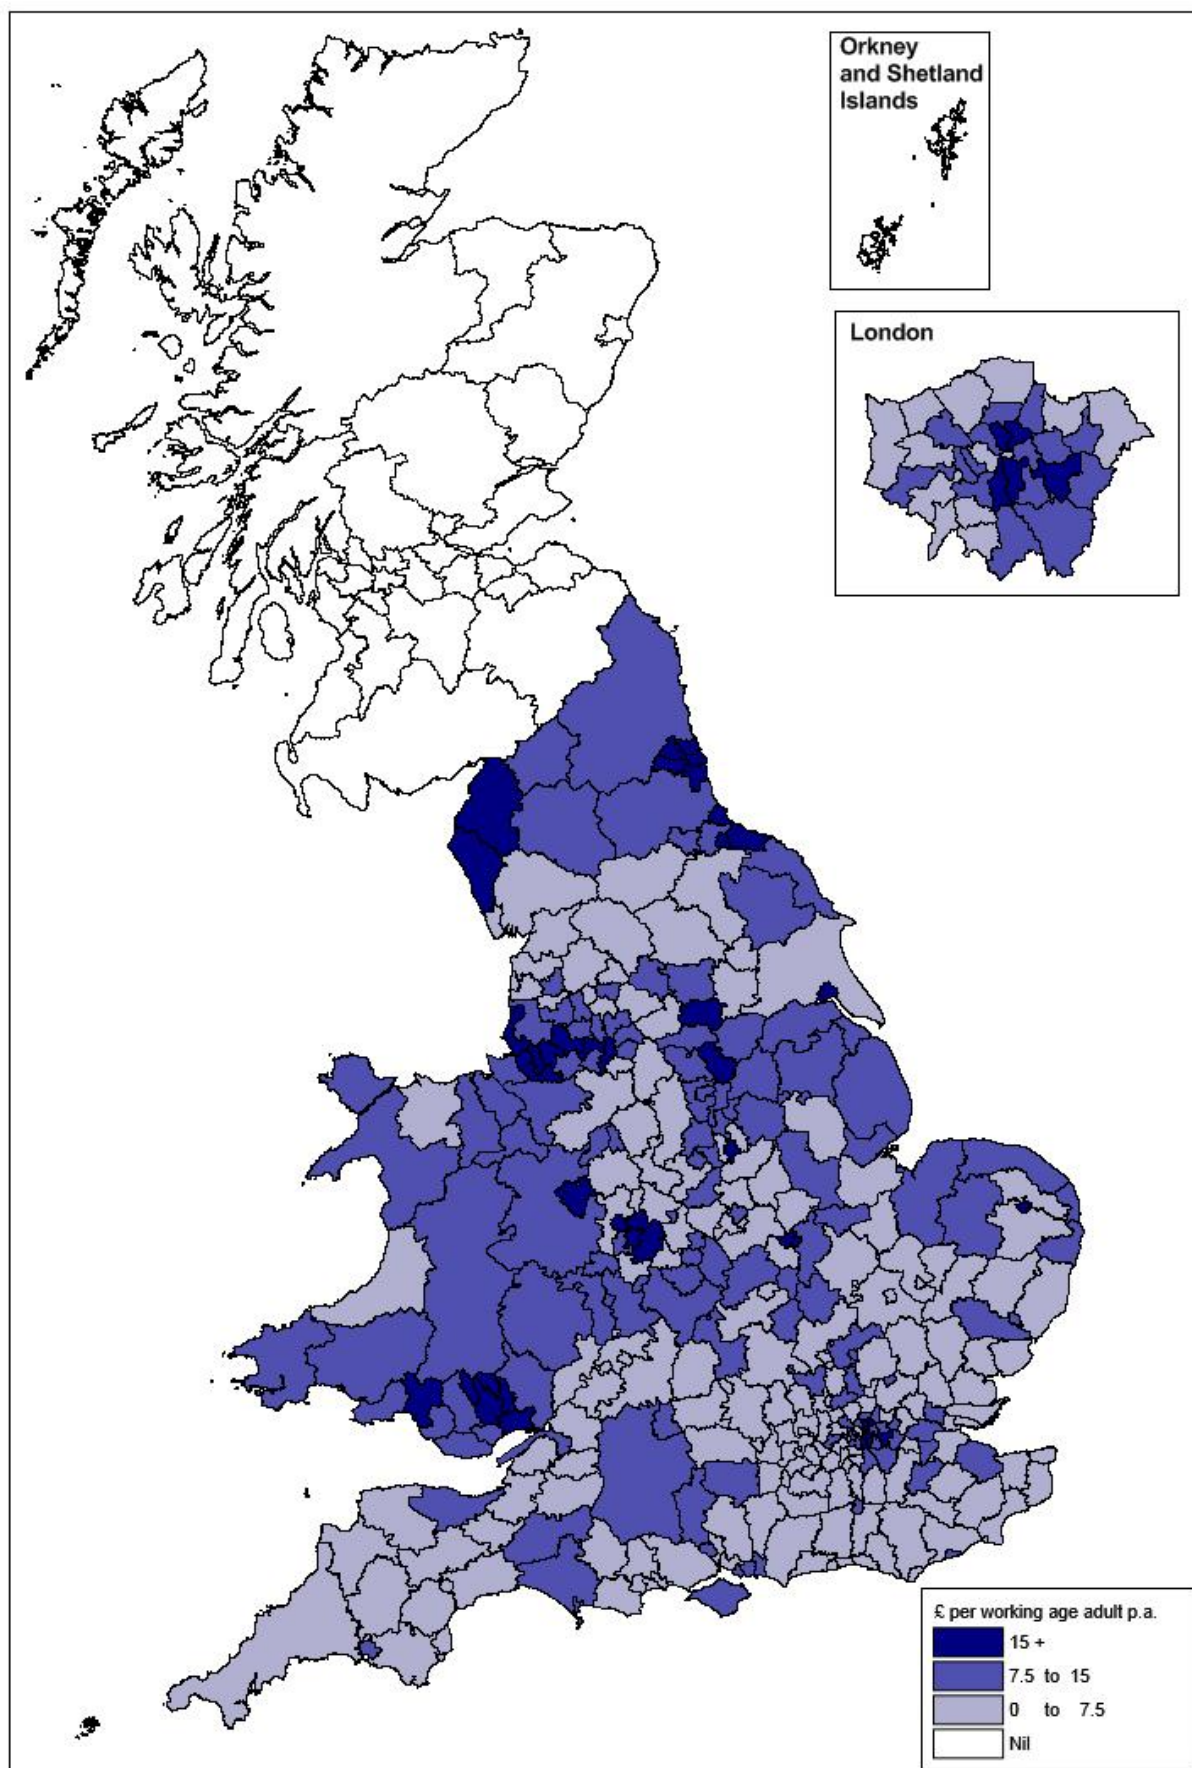 Orkney
and Shetland
Islands
London
£ per working age adult p.a.
15 +
7.5 to 15
0 to 7.5
Nil